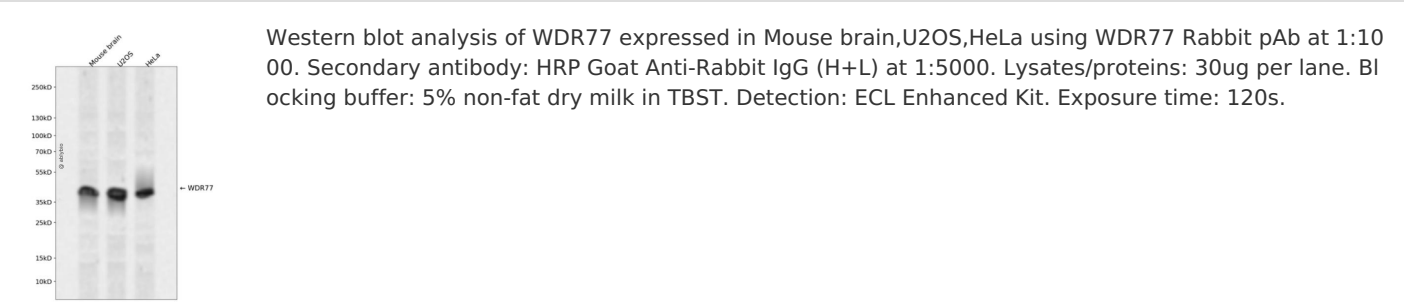 Mouse brain
U2OS
HeLa
250kD
130kD
100kD
70kD
55kD
35kD
25kD
15kD
10kD
← WDR77
Western blot analysis of WDR77 expressed in Mouse brain,U2OS,HeLa using WDR77 Rabbit pAb at 1:10
00. Secondary antibody: HRP Goat Anti-Rabbit IgG (H+L) at 1:5000. Lysates/proteins: 30ug per lane. Bl
ocking buffer: 5% non-fat dry milk in TBST. Detection: ECL Enhanced Kit. Exposure time: 120s.